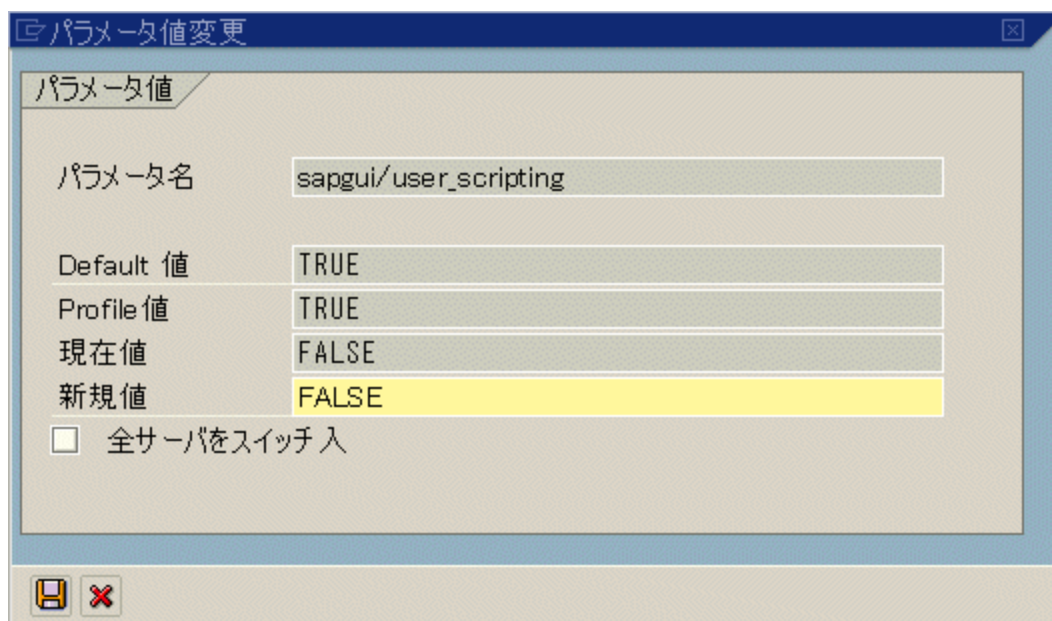 パラメータ値変更
パラメータ値
パラメータ名 sapgui/user_scripting
Default 値 TRUE
Profile値 TRUE
現在値 FALSE
新規値 FALSE
全サーバをスイッチ入